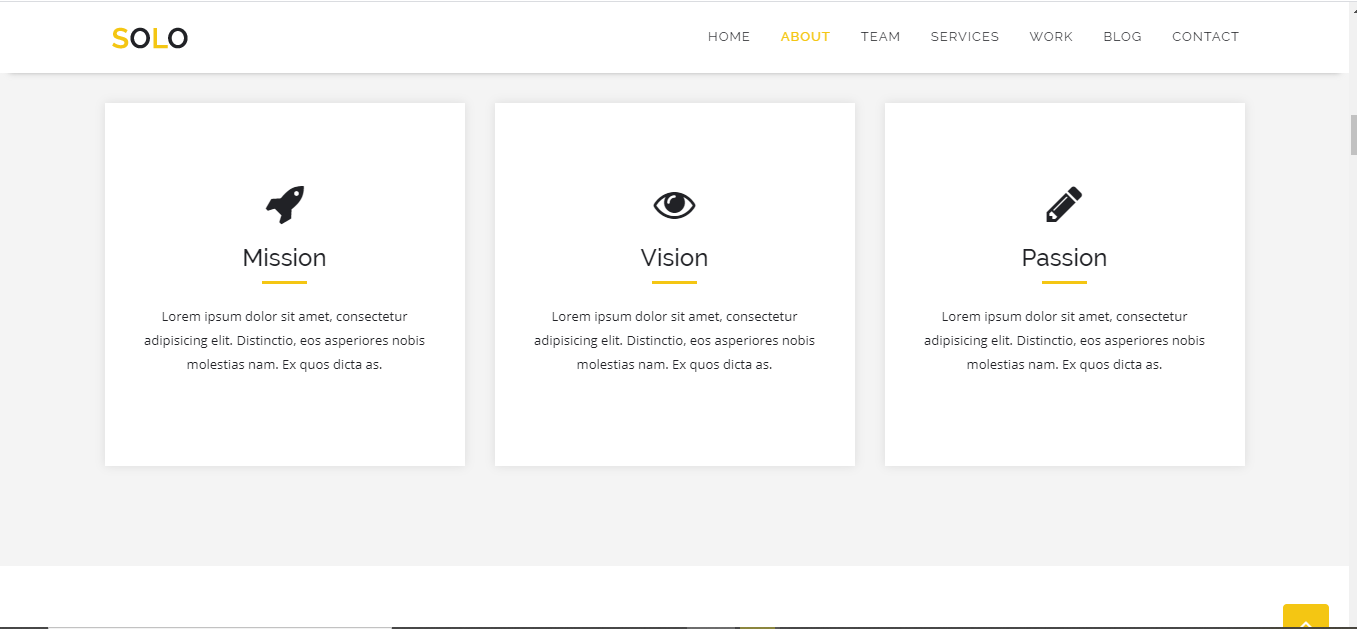 SOLO
HOME ABOUT TEAM SERVICES WORK BLOG CONTACT
Mission
Lorem ipsum dolor sit amet, consectetur
adipisicing elit. Distinctio, eos asperiores nobis
molestias nam. Ex quos dicta as.
Vision
Lorem ipsum dolor sit amet, consectetur
adipisicing elit. Distinctio, eos asperiores nobis
molestias nam. Ex quos dicta as.
Passion
Lorem ipsum dolor sit amet, consectetur
adipisicing elit. Distinctio, eos asperiores nobis
molestias nam. Ex quos dicta as.